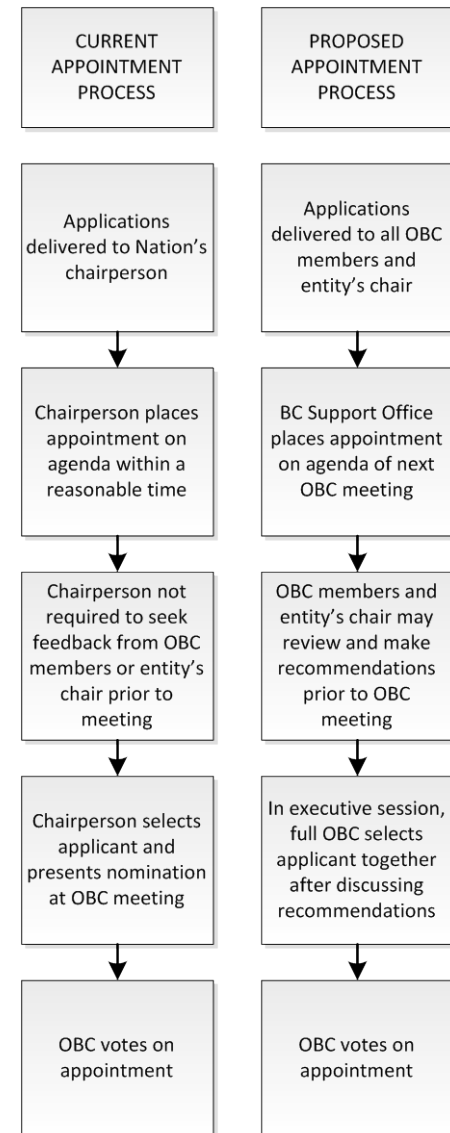 CURRENT
APPOINTMENT
PROCESS
Applications
delivered to Nation's
chairperson
Chairperson places
appointment on
agenda within a
reasonable time
Chairperson not
required to seek
feedback from OBC
members or entity's
chair prior to
meeting
Chairperson selects
applicant and
presents nomination
at OBC meeting
OBC votes on
appointment
PROPOSED
APPOINTMENT
PROCESS
Applications
delivered to all OBC
members and
entity's chair
BC Support Office
places appointment
on agenda of next
OBC meeting
OBC members and
entity's chair may
review and make
recommendations
prior to OBC
meeting
In executive session,
full OBC selects
applicant together
after discussing
recommendations
OBC votes on
appointment